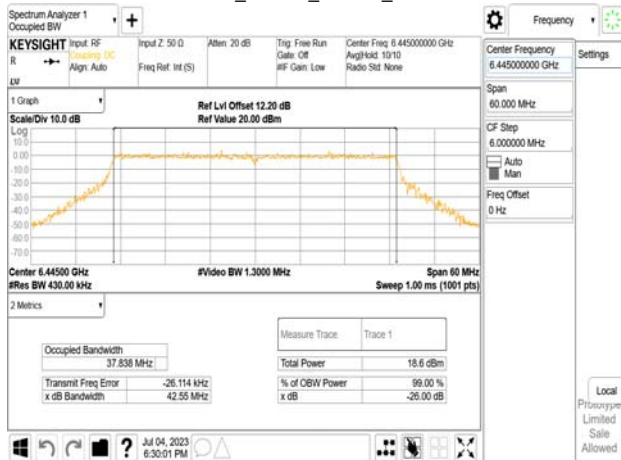 Spectrum Analyzer 1
Occupied BW
Frequency
KEYSIGHT
Input: RF
Coupling: DC
Align: Auto
Input Z: 50 Ω
Freq Ref: Int (S)
Atten: 20 dB
Trig: Free Run
Gate: Off
#IF Gain: Low
Center Freq: 6.445000000 GHz
Avg|Hold: 10/10
Radio Std: None
R
LVI
Center Frequency
6.445000000 GHz
Settings
Span
60.000 MHz
CF Step
6.000000 MHz
Auto
Man
Freq Offset
0 Hz
1 Graph
Scale/Div 10.0 dB
Ref Lvl Offset 12.20 dB
Ref Value 20.00 dBm
Log
10.0
0.00
-10.0
-20.0
-30.0
-40.0
-50.0
-60.0
-70.0
Center 6.44500 GHz
#Res BW 430.00 kHz
#Video BW 1.3000 MHz
Span 60 MHz
Sweep 1.00 ms (1001 pts)
2 Metrics
Measure Trace
Trace 1
Occupied Bandwidth
37.838 MHz
Total Power
18.6 dBm
Transmit Freq Error
-26.114 kHz
% of OBW Power
99.00 %
x dB Bandwidth
42.55 MHz
x dB
-26.00 dB
Local
Prototype
Limited
Sale
Allowed
?
Jul 04, 2023
6:30:01 PM